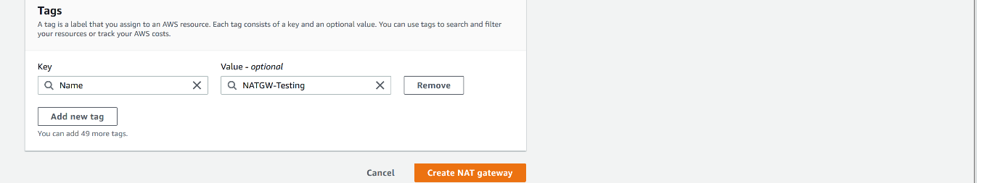 Tags
A tag is a label that you assign to an AWS resource. Each tag consists of a key and an optional value. You can use tags to search and filter
your resources or track your AWS costs.
Key Value - optional
Name NATGW-Testing Remove
Add new tag
You can add 49 more tags.
Cancel Create NAT gateway